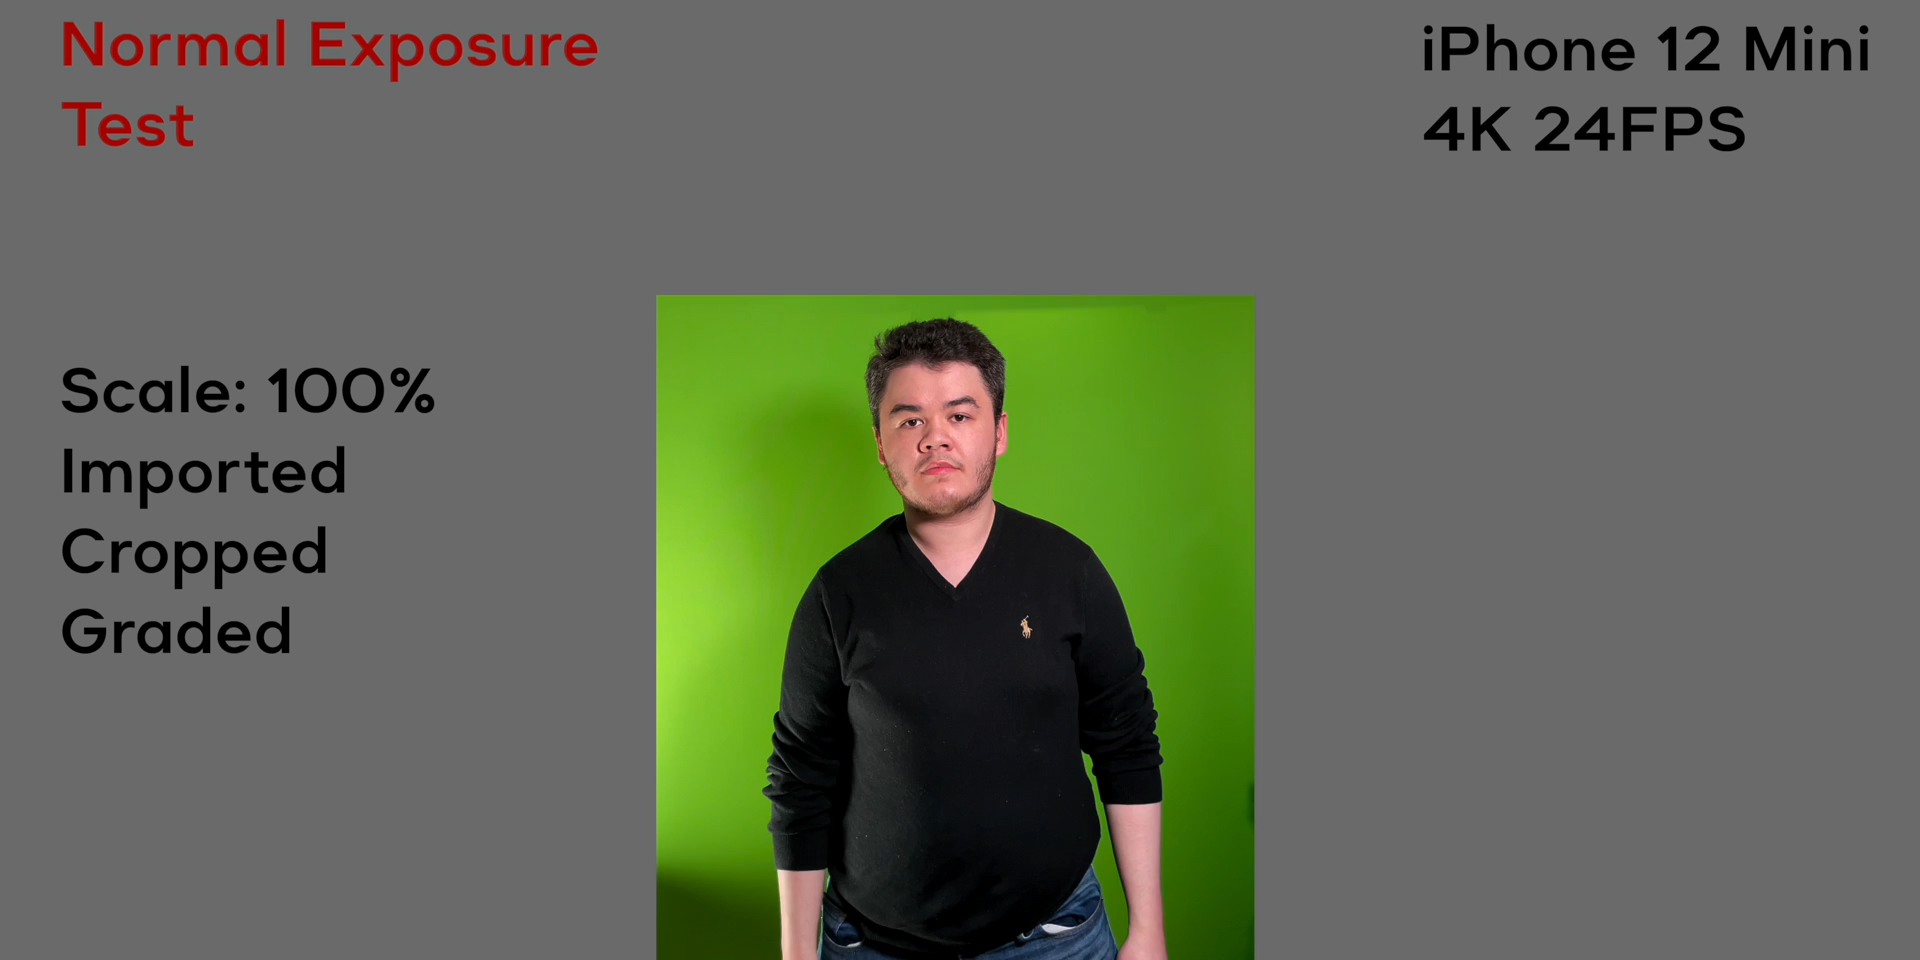 Normal Exposure
Test
iPhone 12 Mini
4K 24FPS
Scale: 100%
Imported
Cropped
Graded